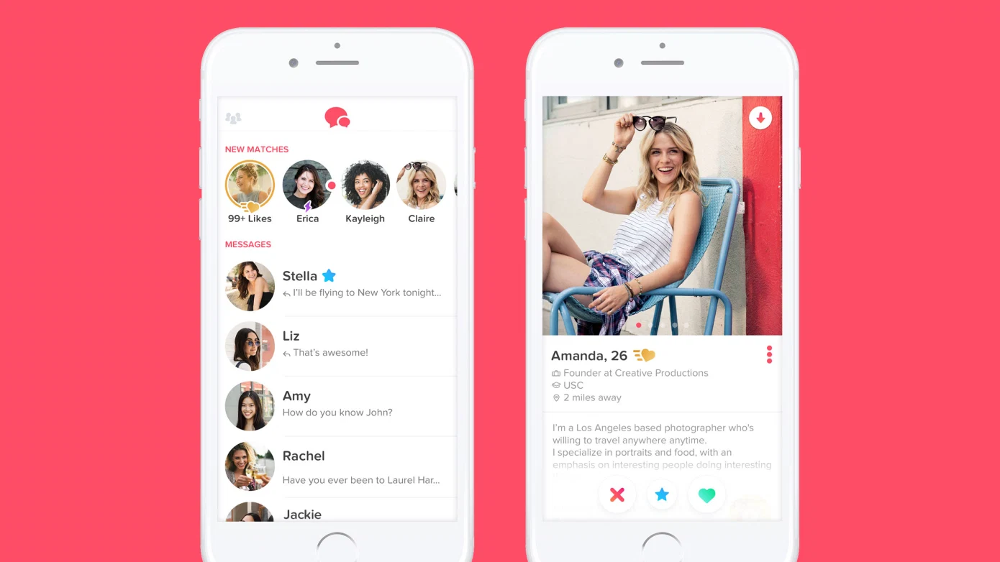 NEW MATCHES
99+ Likes
Erica
Kayleigh
Claire
MESSAGES
Stella
I'll be flying to New York tonight...
Liz
That's awesome!
Amy
How do you know John?
Rachel
Have you ever been to Laurel Har...
Jackie
Amanda, 26
Founder at Creative Productions
USC
2 miles away
I'm a Los Angeles based photographer who's
willing to travel anywhere anytime.
I specialize in portraits and food, with an
emphasis on interesting people doing interesting